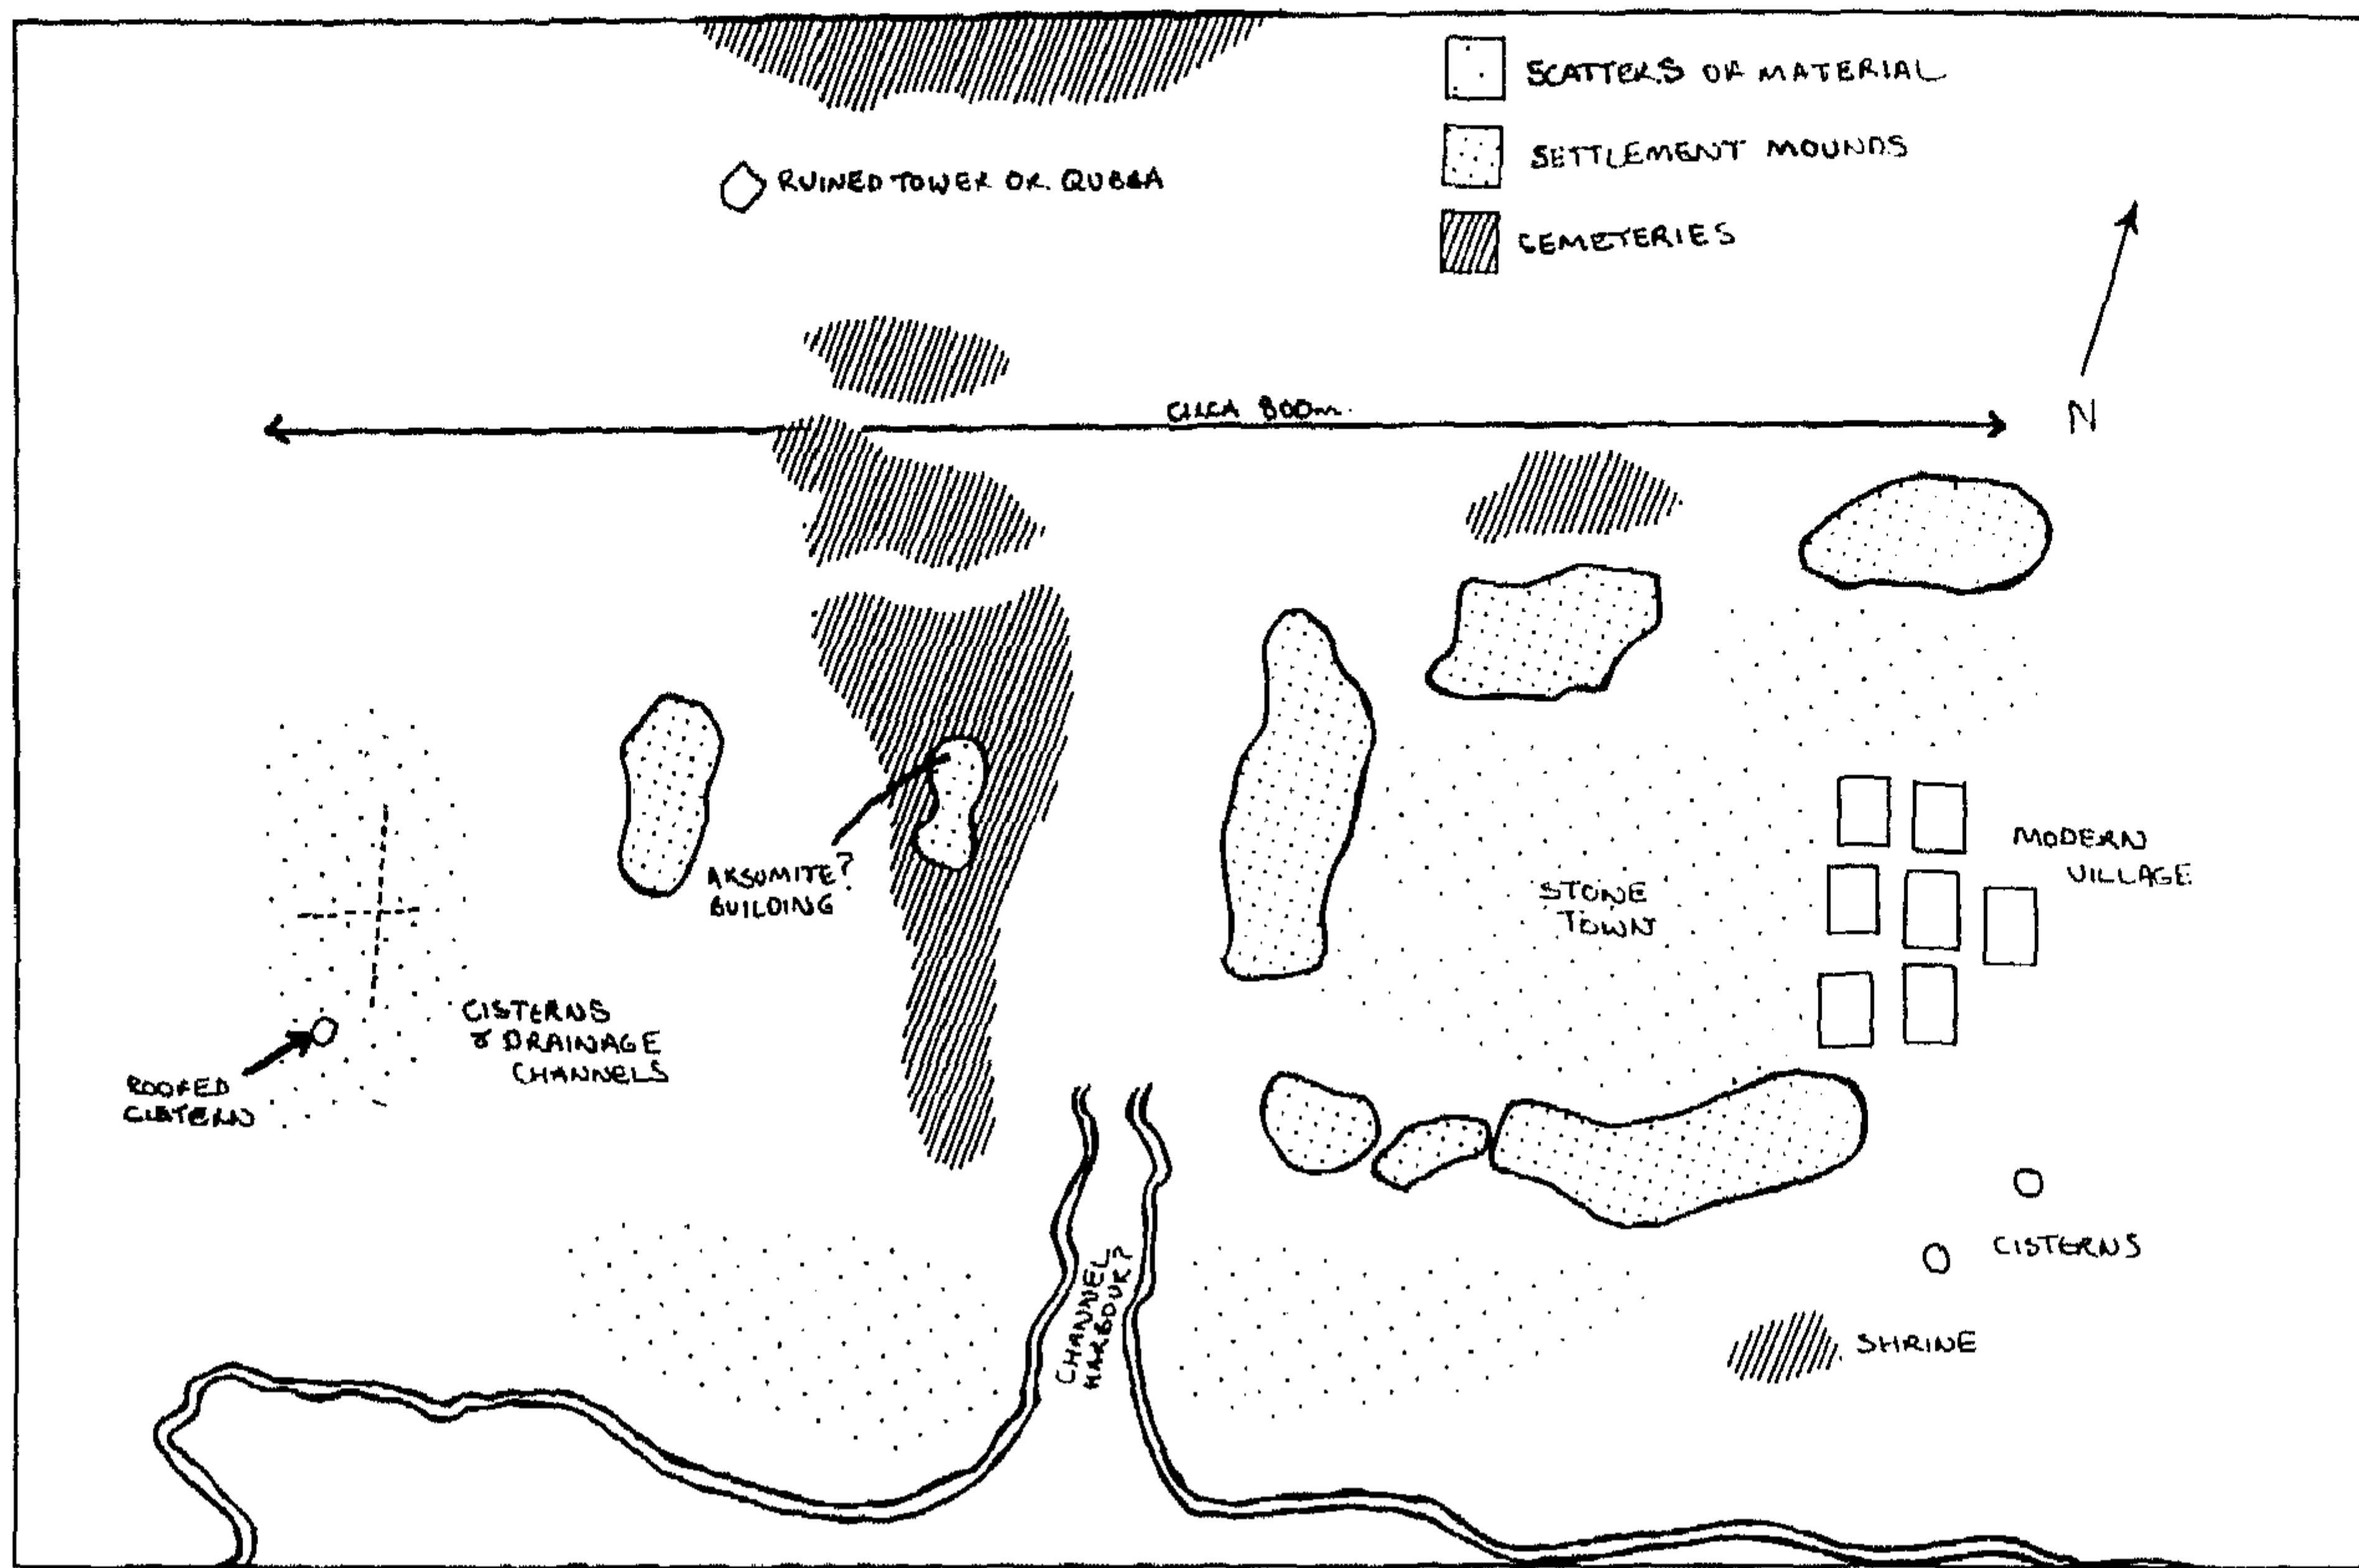 SCATTERS OF MATERIAL
SETTLEMENT MOUNDS
CEMETERIES
RUINED TOWER OR QUBBA
N
CIRCA 800m.
AKSUMITE?
BUILDING
STONE
TOWN
MODERN
VILLAGE
CISTERNS
& DRAINAGE
CHANNELS
ROOFED
CISTERN
CHANNEL
HARBOUR?
CISTERNS
SHRINE